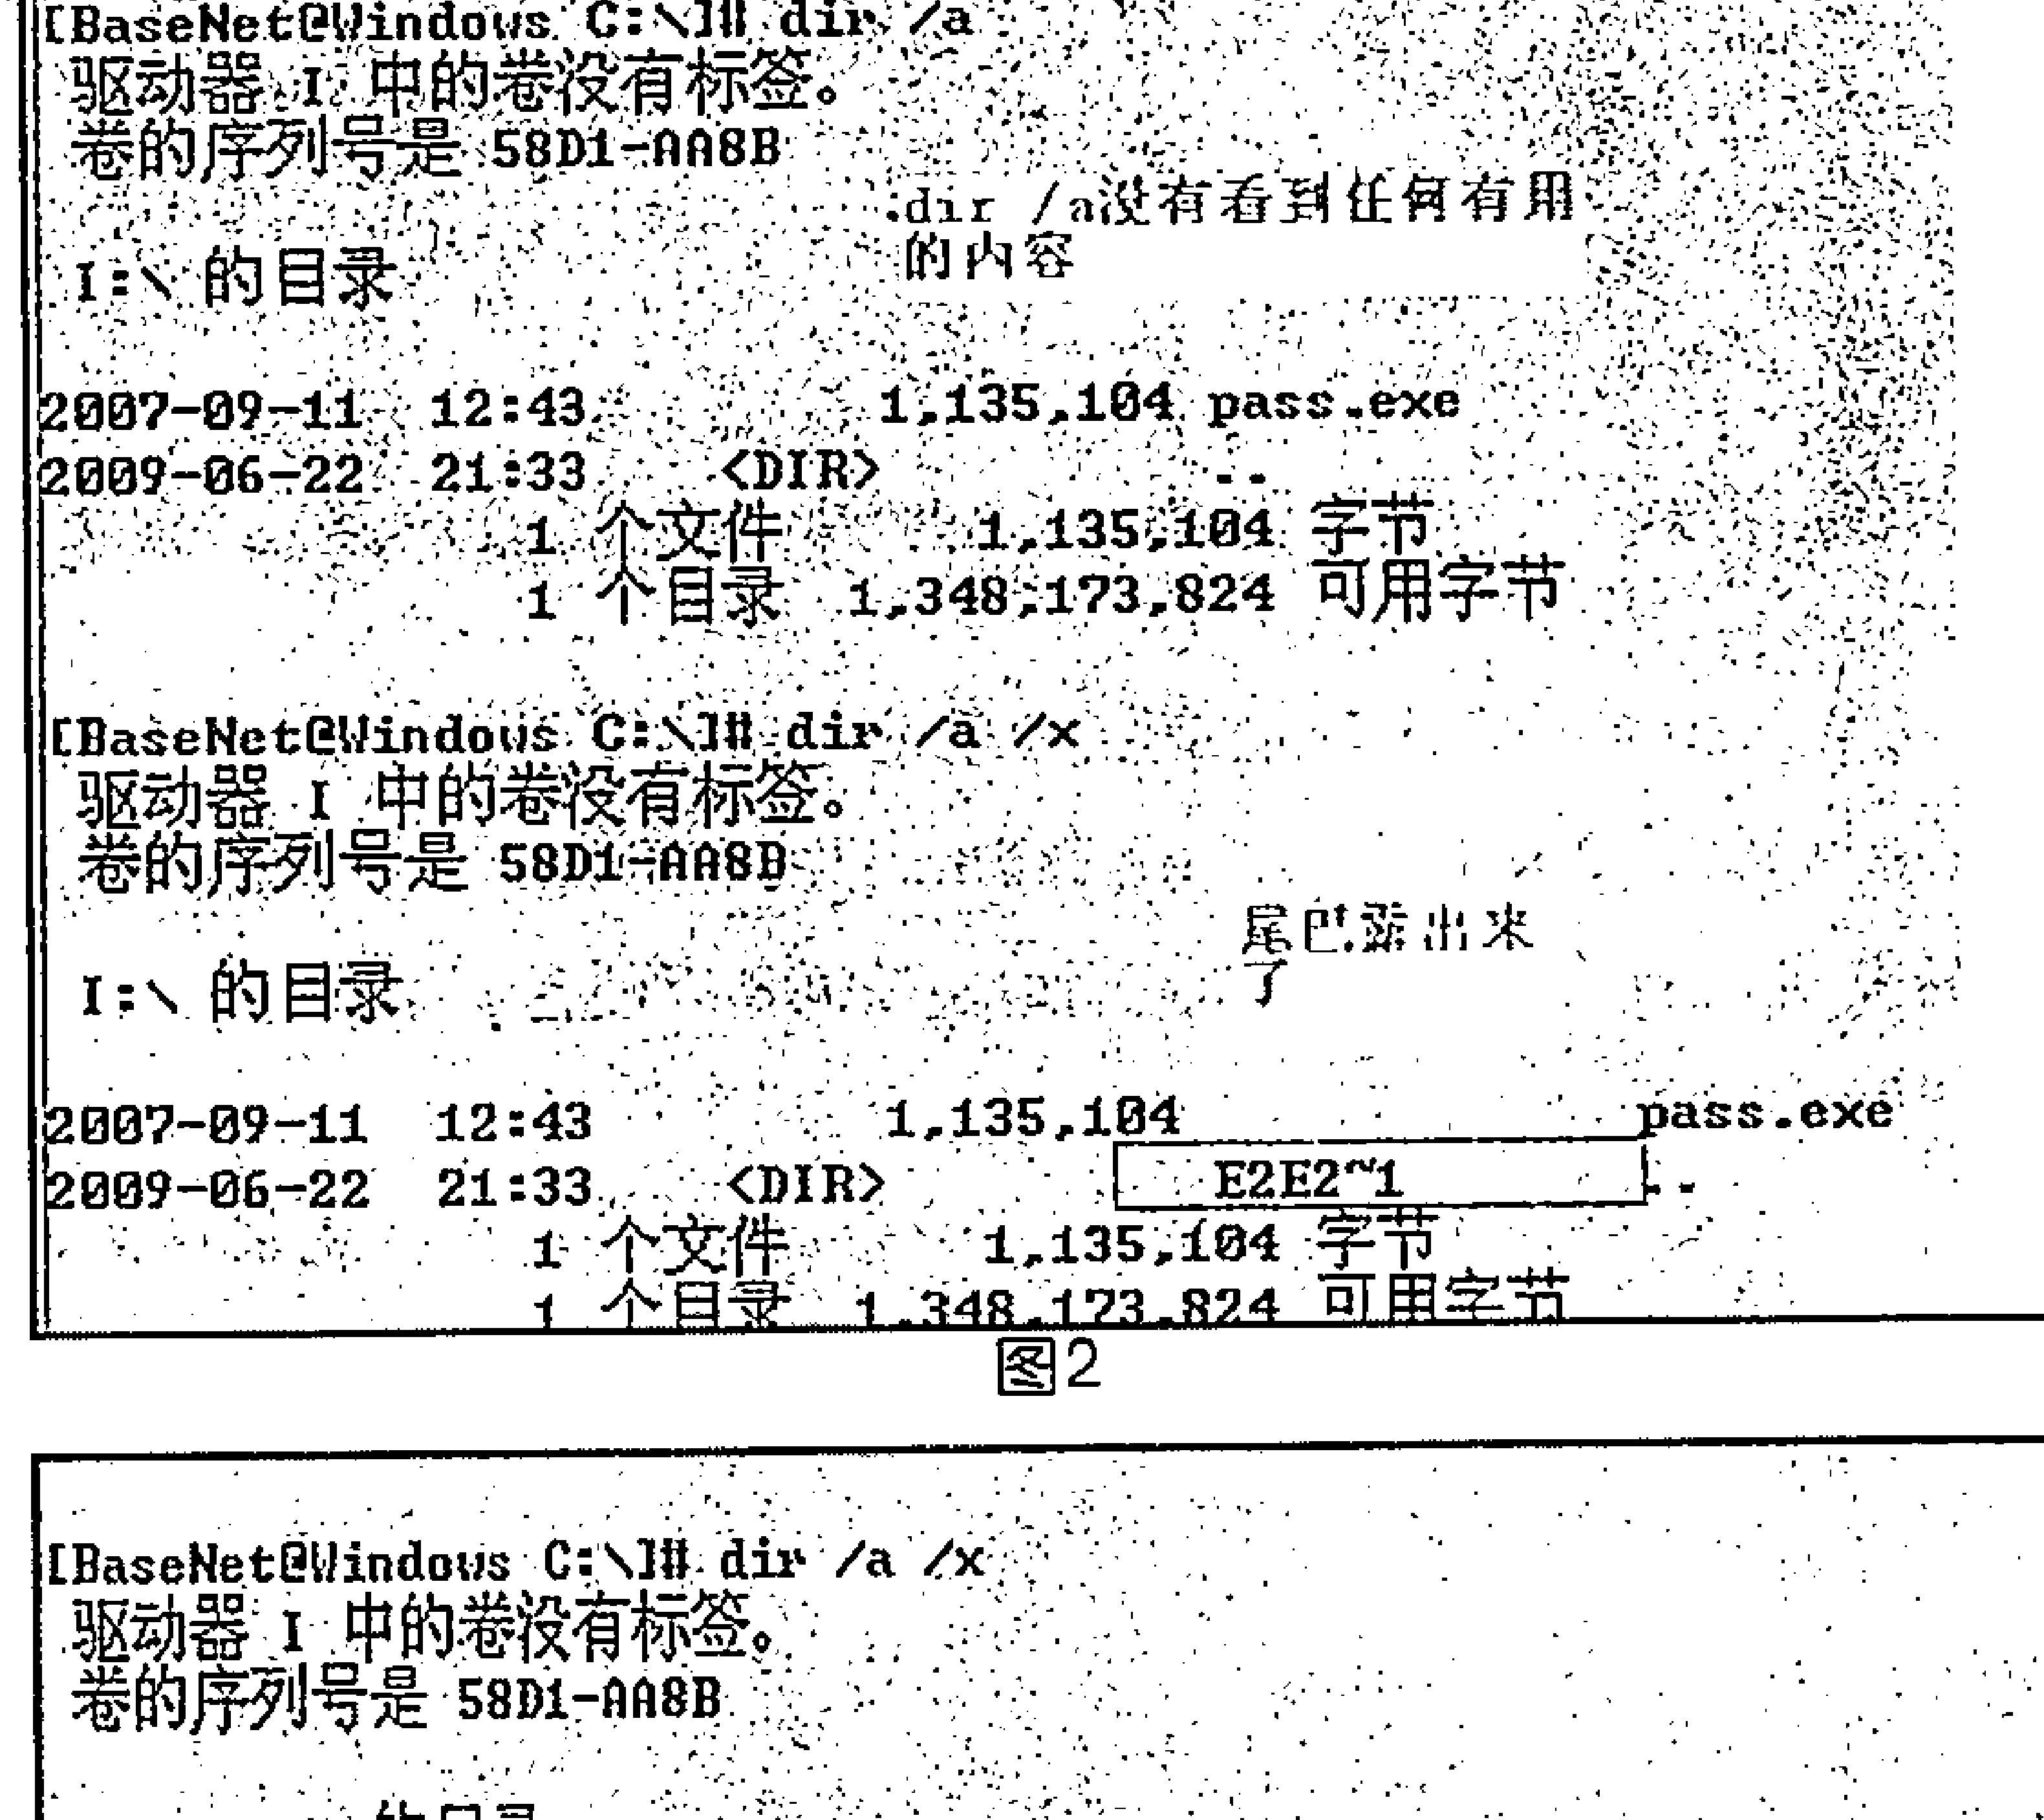 [BaseNet@Windows C:\]# dir /a
驱动器 I 中的卷没有标签。
卷的序列号是 58D1-AA8B
dir /a没有看到任何有用
的内容
I:\ 的目录
2007-09-11 12:43 1,135,104 pass.exe
2009-06-22 21:33 <DIR> ..
1 个文件 1,135,104 字节
1 个目录 1,348,173,824 可用字节
[BaseNet@Windows C:\]# dir /a /x
驱动器 I 中的卷没有标签。
卷的序列号是 58D1-AA8B
尾巴露出来
了
I:\ 的目录
2007-09-11 12:43 1,135,104 pass.exe
2009-06-22 21:33 <DIR> E2E2~1 ..
1 个文件 1,135,104 字节
1 个目录 1,348,173,824 可用字节
图2
[BaseNet@Windows C:\]# dir /a /x
驱动器 I 中的卷没有标签。
卷的序列号是 58D1-AA8B
的目录